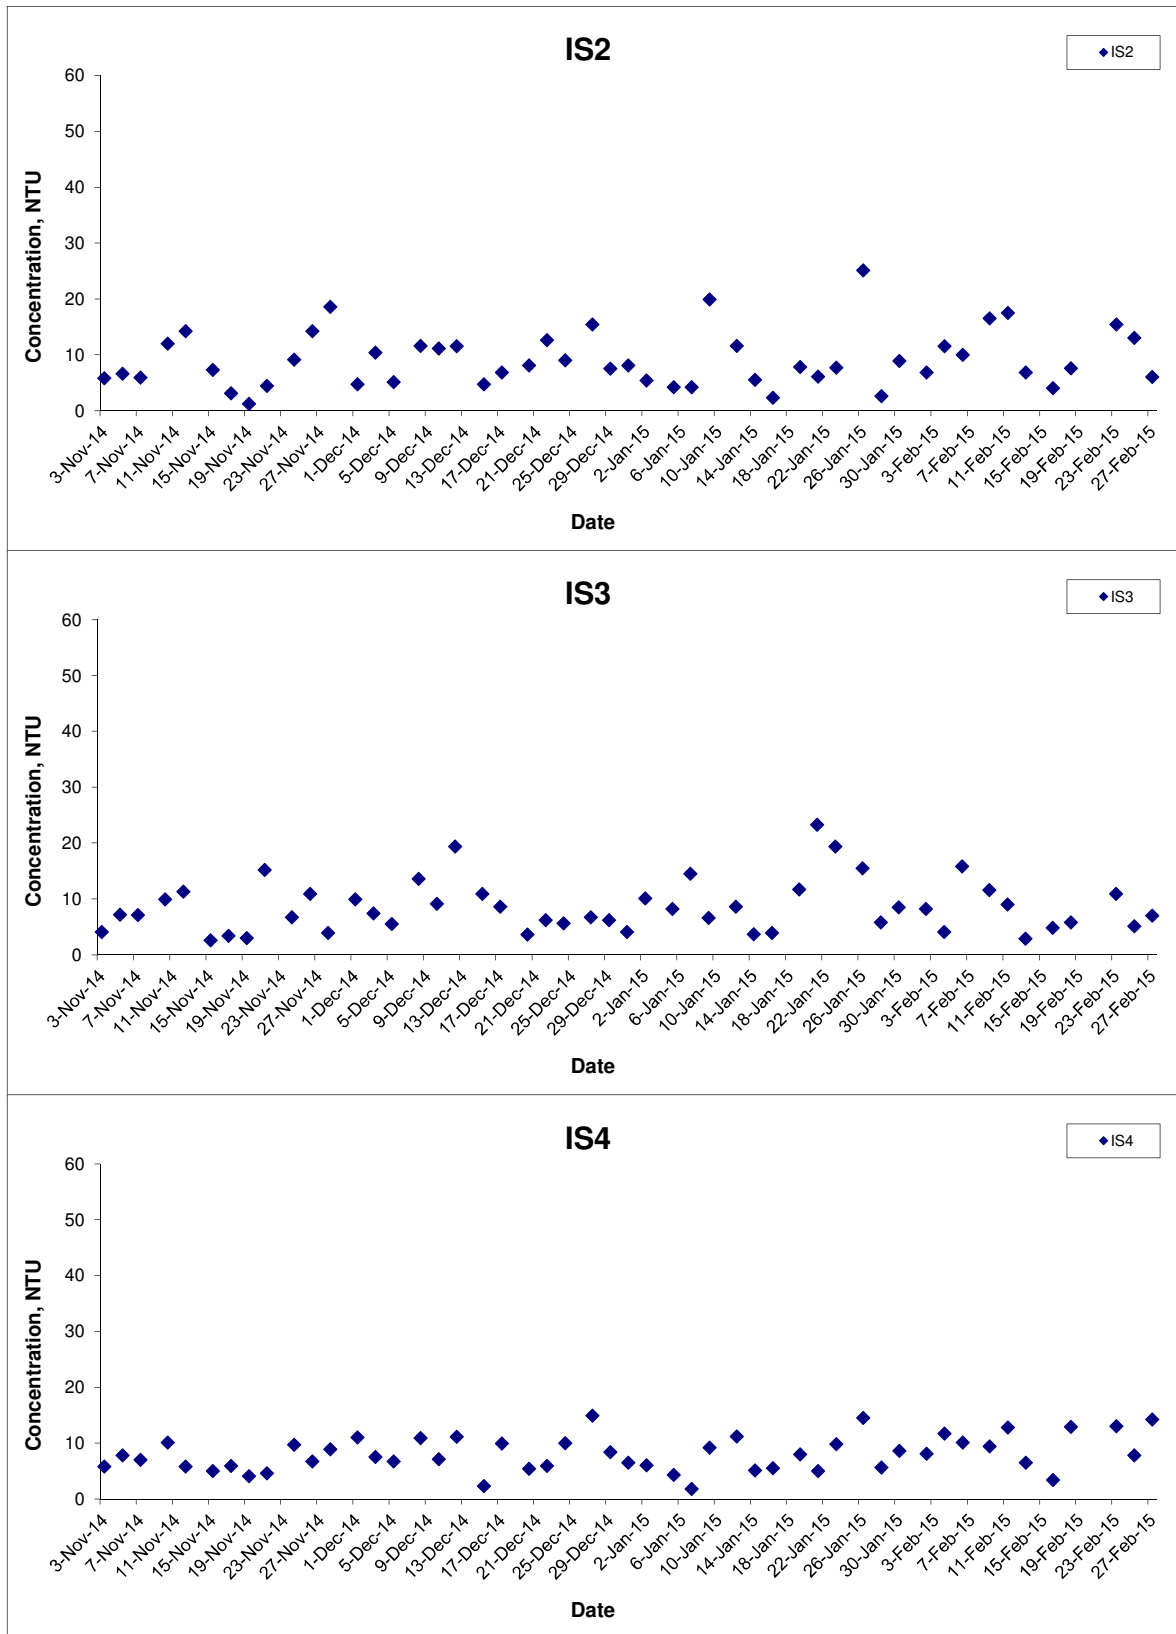 IS2
IS2
60
50
40
30
20
10
0
Concentration, NTU
3-Nov-14
7-Nov-14
11-Nov-14
15-Nov-14
19-Nov-14
23-Nov-14
27-Nov-14
1-Dec-14
5-Dec-14
9-Dec-14
13-Dec-14
17-Dec-14
21-Dec-14
25-Dec-14
29-Dec-14
2-Jan-15
6-Jan-15
10-Jan-15
14-Jan-15
18-Jan-15
22-Jan-15
26-Jan-15
30-Jan-15
3-Feb-15
7-Feb-15
11-Feb-15
15-Feb-15
19-Feb-15
23-Feb-15
27-Feb-15
Date
IS3
IS3
60
50
40
30
20
10
0
Concentration, NTU
3-Nov-14
7-Nov-14
11-Nov-14
15-Nov-14
19-Nov-14
23-Nov-14
27-Nov-14
1-Dec-14
5-Dec-14
9-Dec-14
13-Dec-14
17-Dec-14
21-Dec-14
25-Dec-14
29-Dec-14
2-Jan-15
6-Jan-15
10-Jan-15
14-Jan-15
18-Jan-15
22-Jan-15
26-Jan-15
30-Jan-15
3-Feb-15
7-Feb-15
11-Feb-15
15-Feb-15
19-Feb-15
23-Feb-15
27-Feb-15
Date
IS4
IS4
60
50
40
30
20
10
0
Concentration, NTU
3-Nov-14
7-Nov-14
11-Nov-14
15-Nov-14
19-Nov-14
23-Nov-14
27-Nov-14
1-Dec-14
5-Dec-14
9-Dec-14
13-Dec-14
17-Dec-14
21-Dec-14
25-Dec-14
29-Dec-14
2-Jan-15
6-Jan-15
10-Jan-15
14-Jan-15
18-Jan-15
22-Jan-15
26-Jan-15
30-Jan-15
3-Feb-15
7-Feb-15
11-Feb-15
15-Feb-15
19-Feb-15
23-Feb-15
27-Feb-15
Date